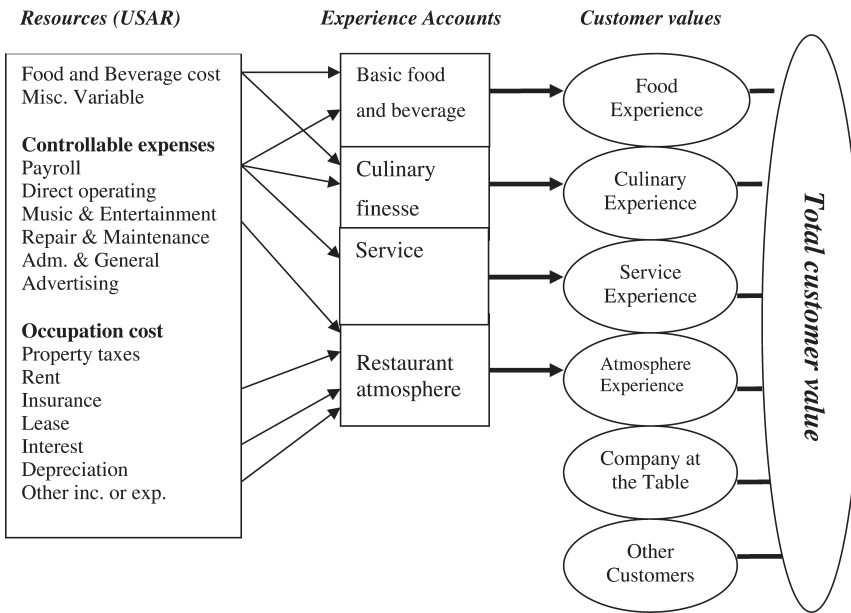 Resources (USAR)
Experience Accounts
Customer values
Food and Beverage cost
Misc. Variable
Controllable expenses
Payroll
Direct operating
Music & Entertainment
Repair & Maintenance
Adm. & General
Advertising
Occupation cost
Property taxes
Rent
Insurance
Lease
Interest
Depreciation
Other inc. or exp.
Basic food
and beverage
Culinary
finesse
Service
Restaurant
atmosphere
Food
Experience
Culinary
Experience
Service
Experience
Atmosphere
Experience
Company at
the Table
Other
Customers
Total customer value